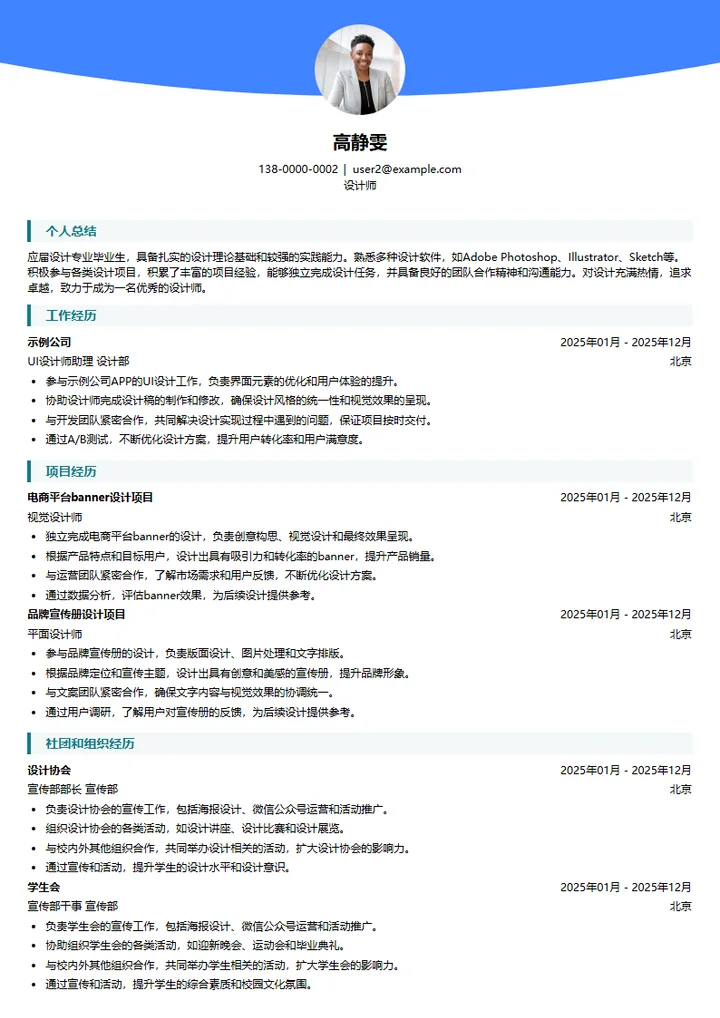 高静雯
138-0000-0002 | user2@example.com
设计师
个人总结
应届设计专业毕业生，具备扎实的设计理论基础和较强的实践能力。熟悉多种设计软件，如Adobe Photoshop、Illustrator、Sketch等。
积极参与各类设计项目，积累了丰富的项目经验，能够独立完成设计任务，并具备良好的团队合作精神和沟通能力。对设计充满热情，追求
卓越，致力于成为一名优秀的设计师。
工作经历
示例公司 2025年01月 - 2025年12月
UI设计师助理 设计部 北京
• 参与示例公司APP的UI设计工作，负责界面元素的优化和用户体验的提升。
• 协助设计师完成设计稿的制作和修改，确保设计风格的统一性和视觉效果的呈现。
• 与开发团队紧密合作，共同解决设计实现过程中遇到的问题，保证项目按时交付。
• 通过A/B测试，不断优化设计方案，提升用户转化率和用户满意度。
项目经历
电商平台banner设计项目 2025年01月 - 2025年12月
视觉设计师 北京
• 独立完成电商平台banner的设计，负责创意构思、视觉设计和最终效果呈现。
• 根据产品特点和目标用户，设计出具有吸引力和转化率的banner，提升产品销量。
• 与运营团队紧密合作，了解市场需求和用户反馈，不断优化设计方案。
• 通过数据分析，评估banner效果，为后续设计提供参考。
品牌宣传册设计项目 2025年01月 - 2025年12月
平面设计师 北京
• 参与品牌宣传册的设计，负责版面设计、图片处理和文字排版。
• 根据品牌定位和宣传主题，设计出具有创意和美感的宣传册，提升品牌形象。
• 与文案团队紧密合作，确保文字内容与视觉效果的协调统一。
• 通过用户调研，了解用户对宣传册的反馈，为后续设计提供参考。
社团和组织经历
设计协会 2025年01月 - 2025年12月
宣传部部长 宣传部 北京
• 负责设计协会的宣传工作，包括海报设计、微信公众号运营和活动推广。
• 组织设计协会的各类活动，如设计讲座、设计比赛和设计展览。
• 与校内外其他组织合作，共同举办设计相关的活动，扩大设计协会的影响力。
• 通过宣传和活动，提升学生的设计水平和设计意识。
学生会 2025年01月 - 2025年12月
宣传部干事 宣传部 北京
• 负责学生会的宣传工作，包括海报设计、微信公众号运营和活动推广。
• 协助组织学生会的各类活动，如迎新晚会、运动会和毕业典礼。
• 与校内外其他组织合作，共同举办学生相关的活动，扩大学生会的影响力。
• 通过宣传和活动，提升学生的综合素质和校园文化氛围。